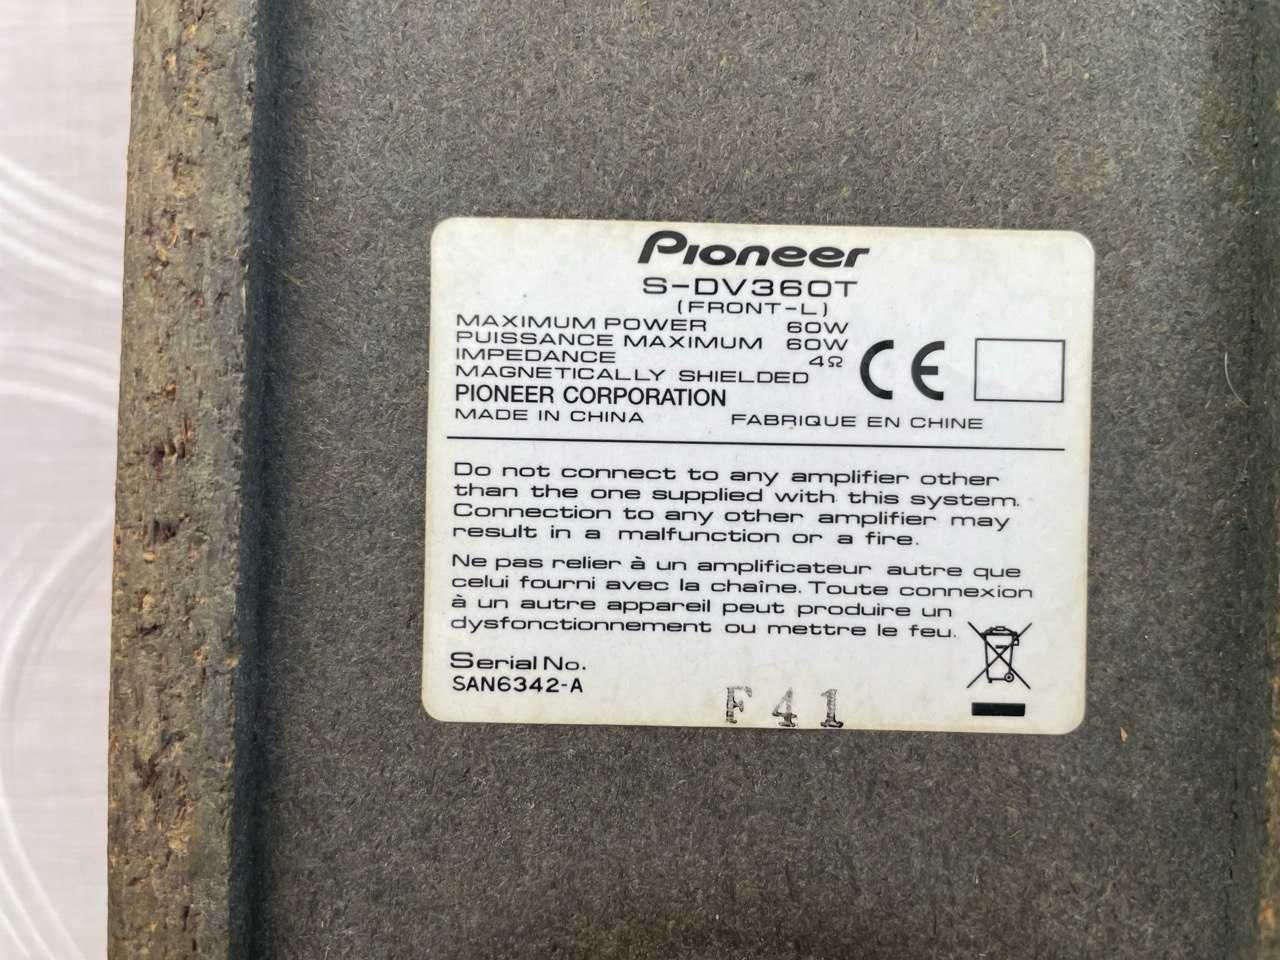 Pioneer
S-DV360T
(FRONT-L)
MAXIMUM POWER 60W
PUISSANCE MAXIMUM 60W
IMPEDANCE 4Ω
MAGNETICALLY SHIELDED
PIONEER CORPORATION
MADE IN CHINA FABRIQUE EN CHINE
CE
Do not connect to any amplifier other
than the one supplied with this system.
Connection to any other amplifier may
result in a malfunction or a fire.
Ne pas relier à un amplificateur autre que
celui fourni avec la chaîne. Toute connexion
à un autre appareil peut produire un
dysfonctionnement ou mettre le feu.
Serial No.
SAN6342-A
F41